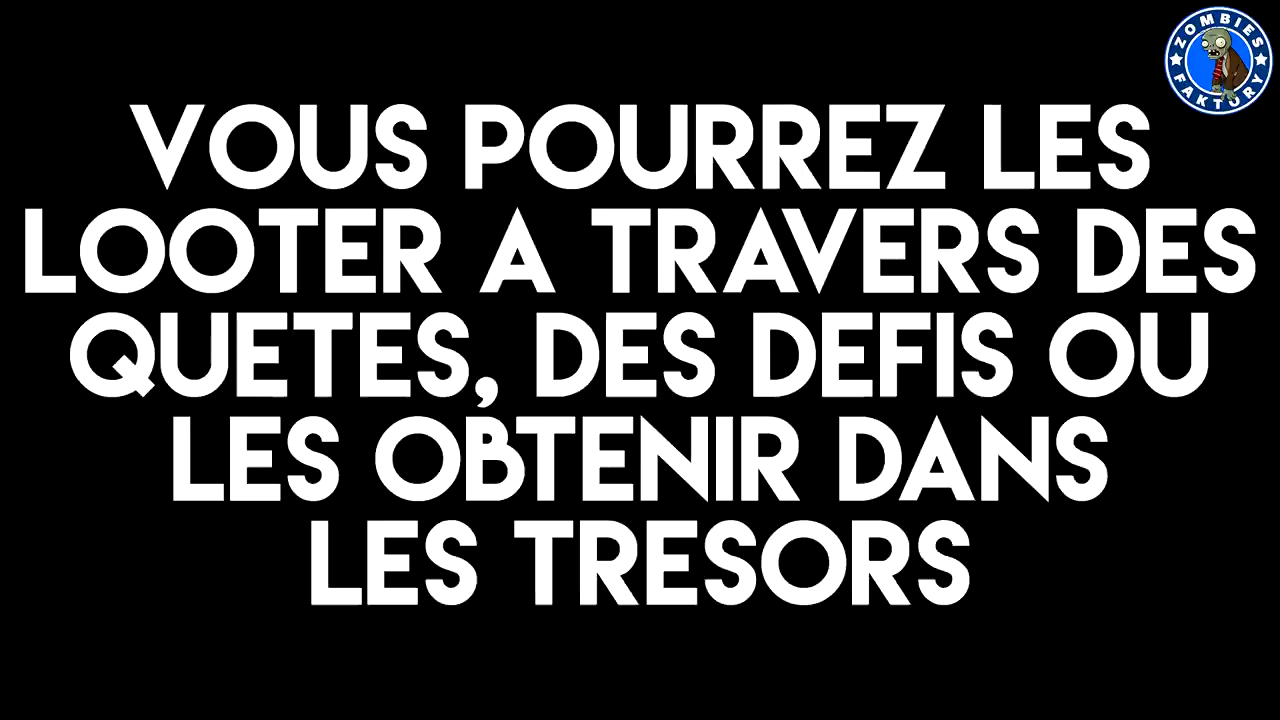 ZOMBIES
FAKTORY
VOUS POURREZ LES
LOOTER A TRAVERS DES
QUETES, DES DEFIS OU
LES OBTENIR DANS
LES TRESORS